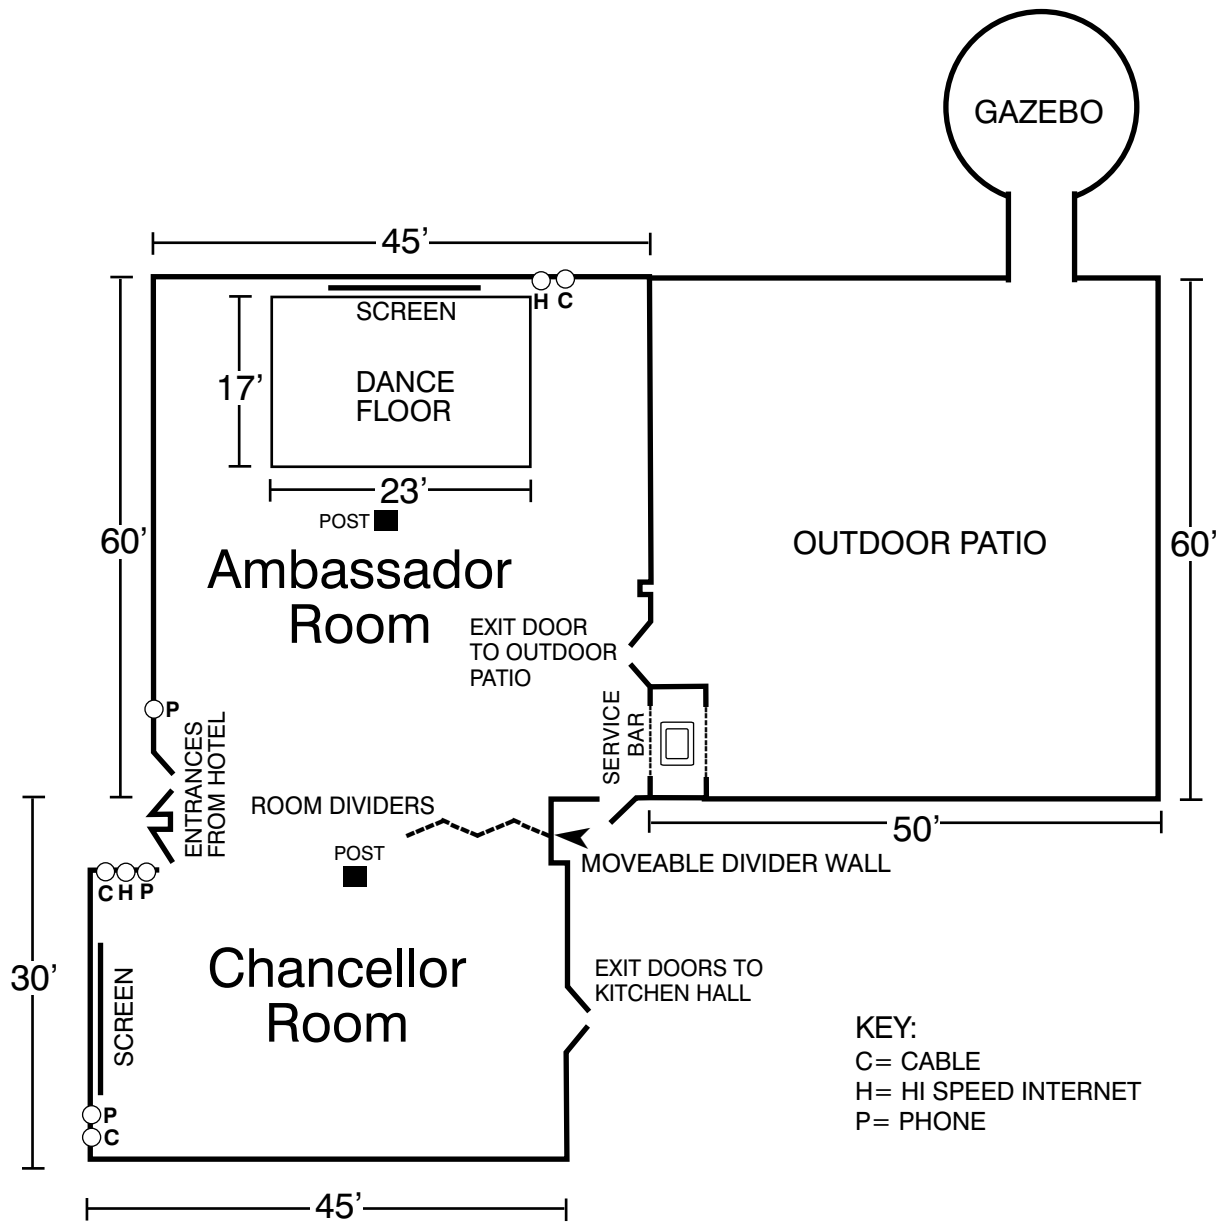 GAZEBO
45'
H C
SCREEN
17'
DANCE
FLOOR
23'
POST
60'
Ambassador
Room
OUTDOOR PATIO
60'
EXIT DOOR
TO OUTDOOR
PATIO
P
ENTRANCES
FROM HOTEL
SERVICE
BAR
ROOM DIVIDERS
50'
POST
MOVEABLE DIVIDER WALL
C H P
30'
SCREEN
Chancellor
Room
EXIT DOORS TO
KITCHEN HALL
P
C
45'
KEY:
C= CABLE
H= HI SPEED INTERNET
P= PHONE